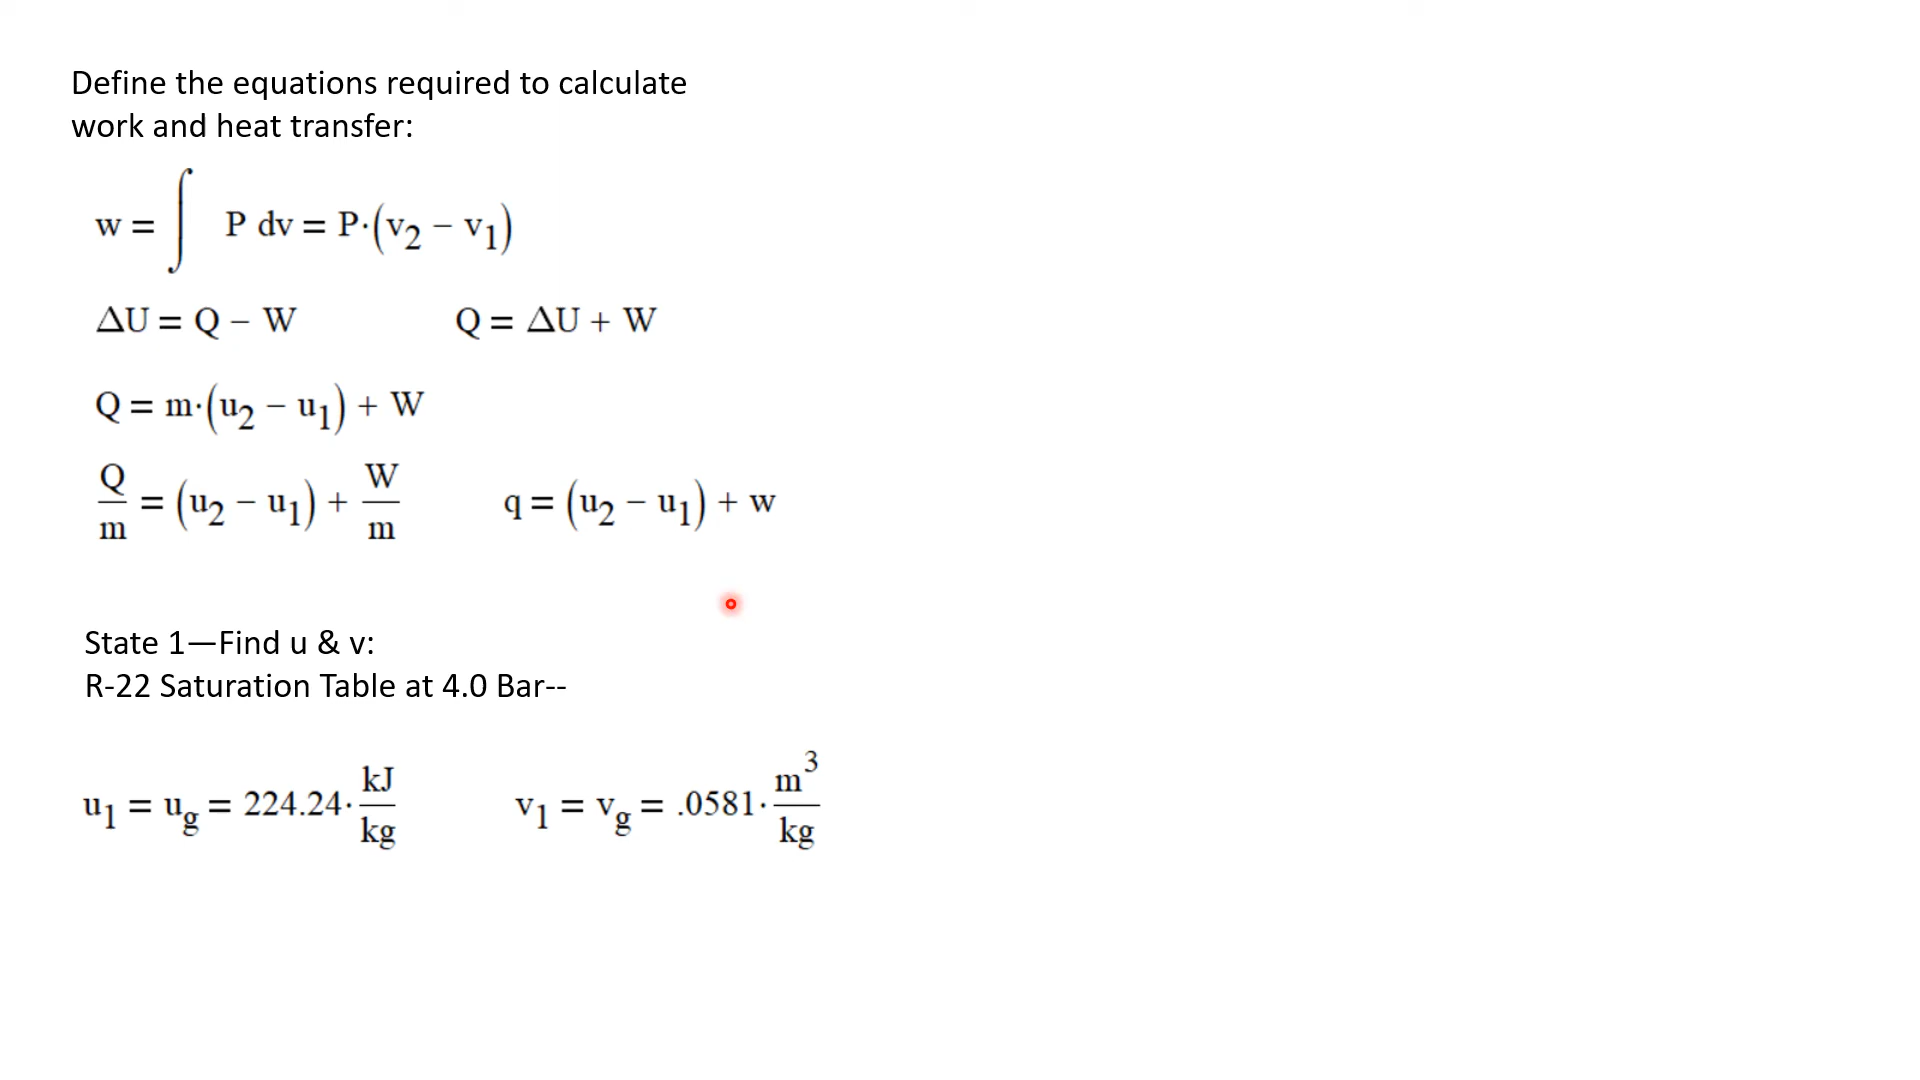 Define the equations required to calculate
work and heat transfer:
w = ∫ P dv = P·(v₂ − v₁)
ΔU = Q − W    Q = ΔU + W
Q = m·(u₂ − u₁) + W
Q/m = (u₂ − u₁) + W/m    q = (u₂ − u₁) + w
State 1—Find u & v:
R-22 Saturation Table at 4.0 Bar--
u₁ = u_g = 224.24· kJ/kg    v₁ = v_g = .0581· m³/kg